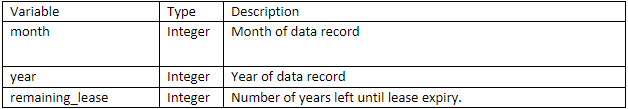 Variable Type Description
month Integer Month of data record
year Integer Year of data record
remaining_lease Integer Number of years left until lease expiry.